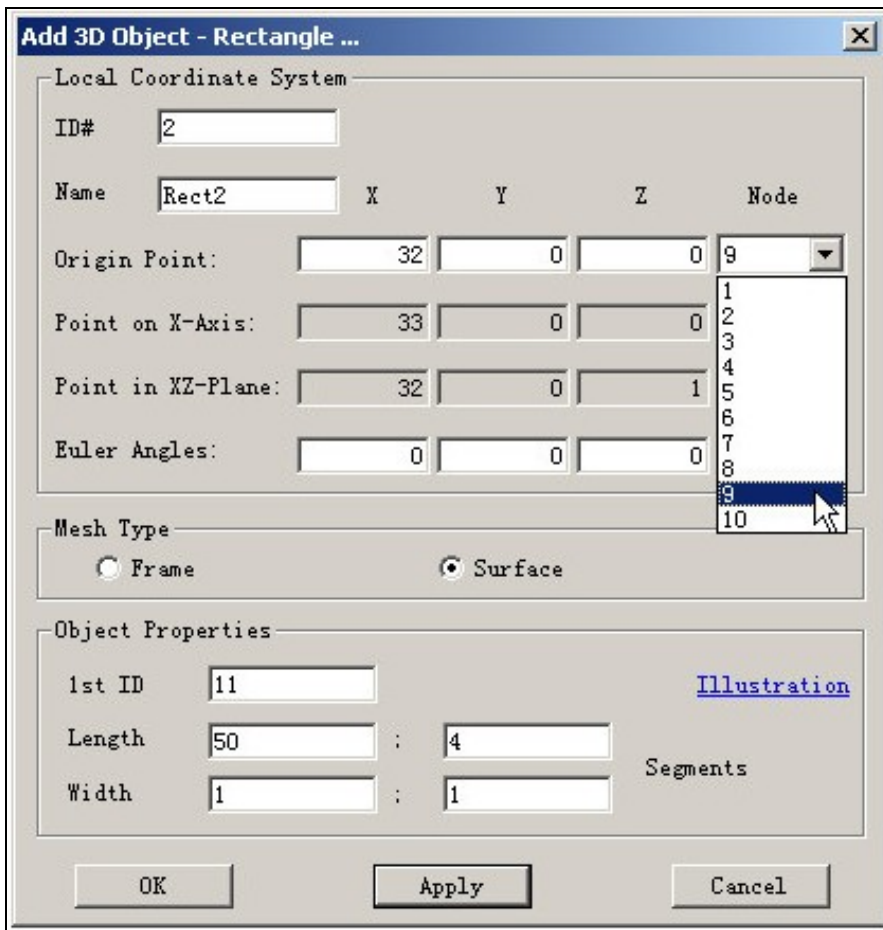 Add 3D Object - Rectangle ...
Local Coordinate System
ID# 2
Name Rect2 X Y Z Node
Origin Point: 32 0 0 9
1
Point on X-Axis: 33 0 0 2
3
4
Point in XZ-Plane: 32 0 1 5
6
7
Euler Angles: 0 0 0 8
9
10
Mesh Type
Frame Surface
Object Properties
1st ID 11 Illustration
Length 50 : 4
Segments
Width 1 : 1
OK Apply Cancel